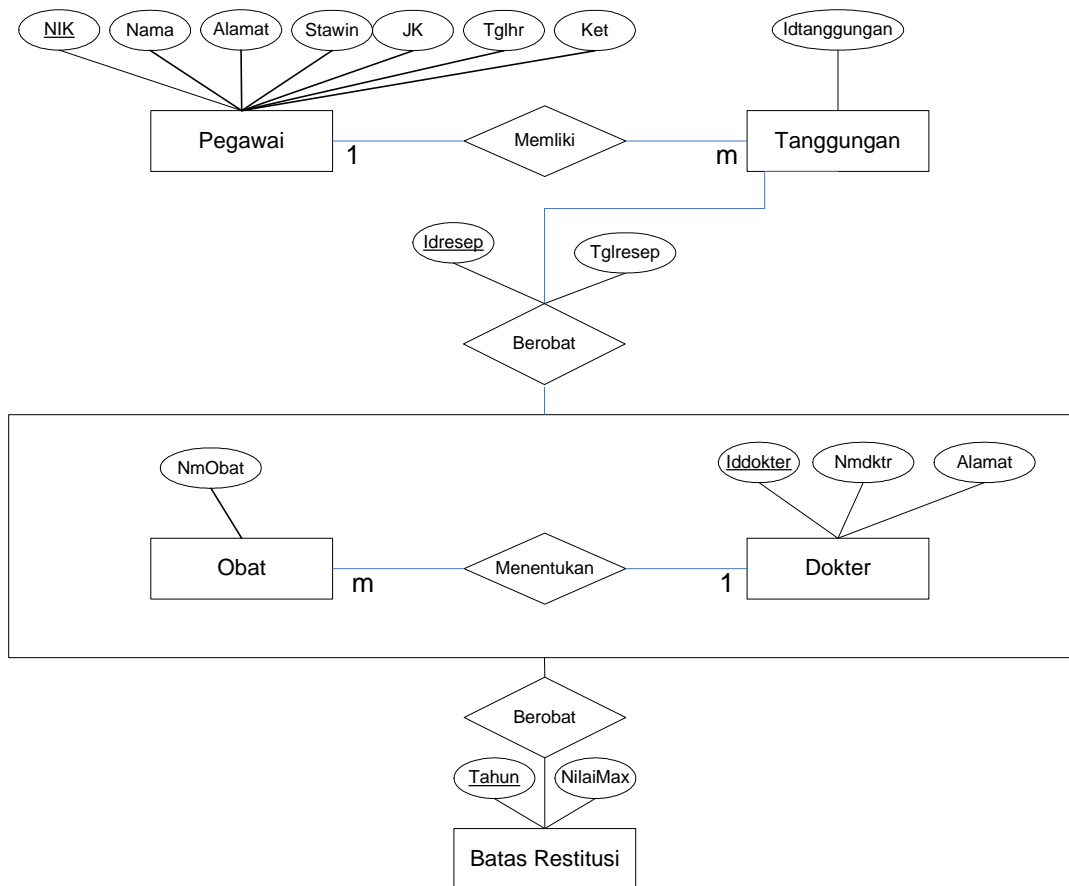 NIK
Nama
Alamat
Stawin
JK
Tglhr
Ket
Idtanggungan
Pegawai
1
Memliki
m
Tanggungan
Idresep
Tglresep
Berobat
NmObat
Iddokter
Nmdktr
Alamat
Obat
m
Menentukan
1
Dokter
Berobat
Tahun
NilaiMax
Batas Restitusi